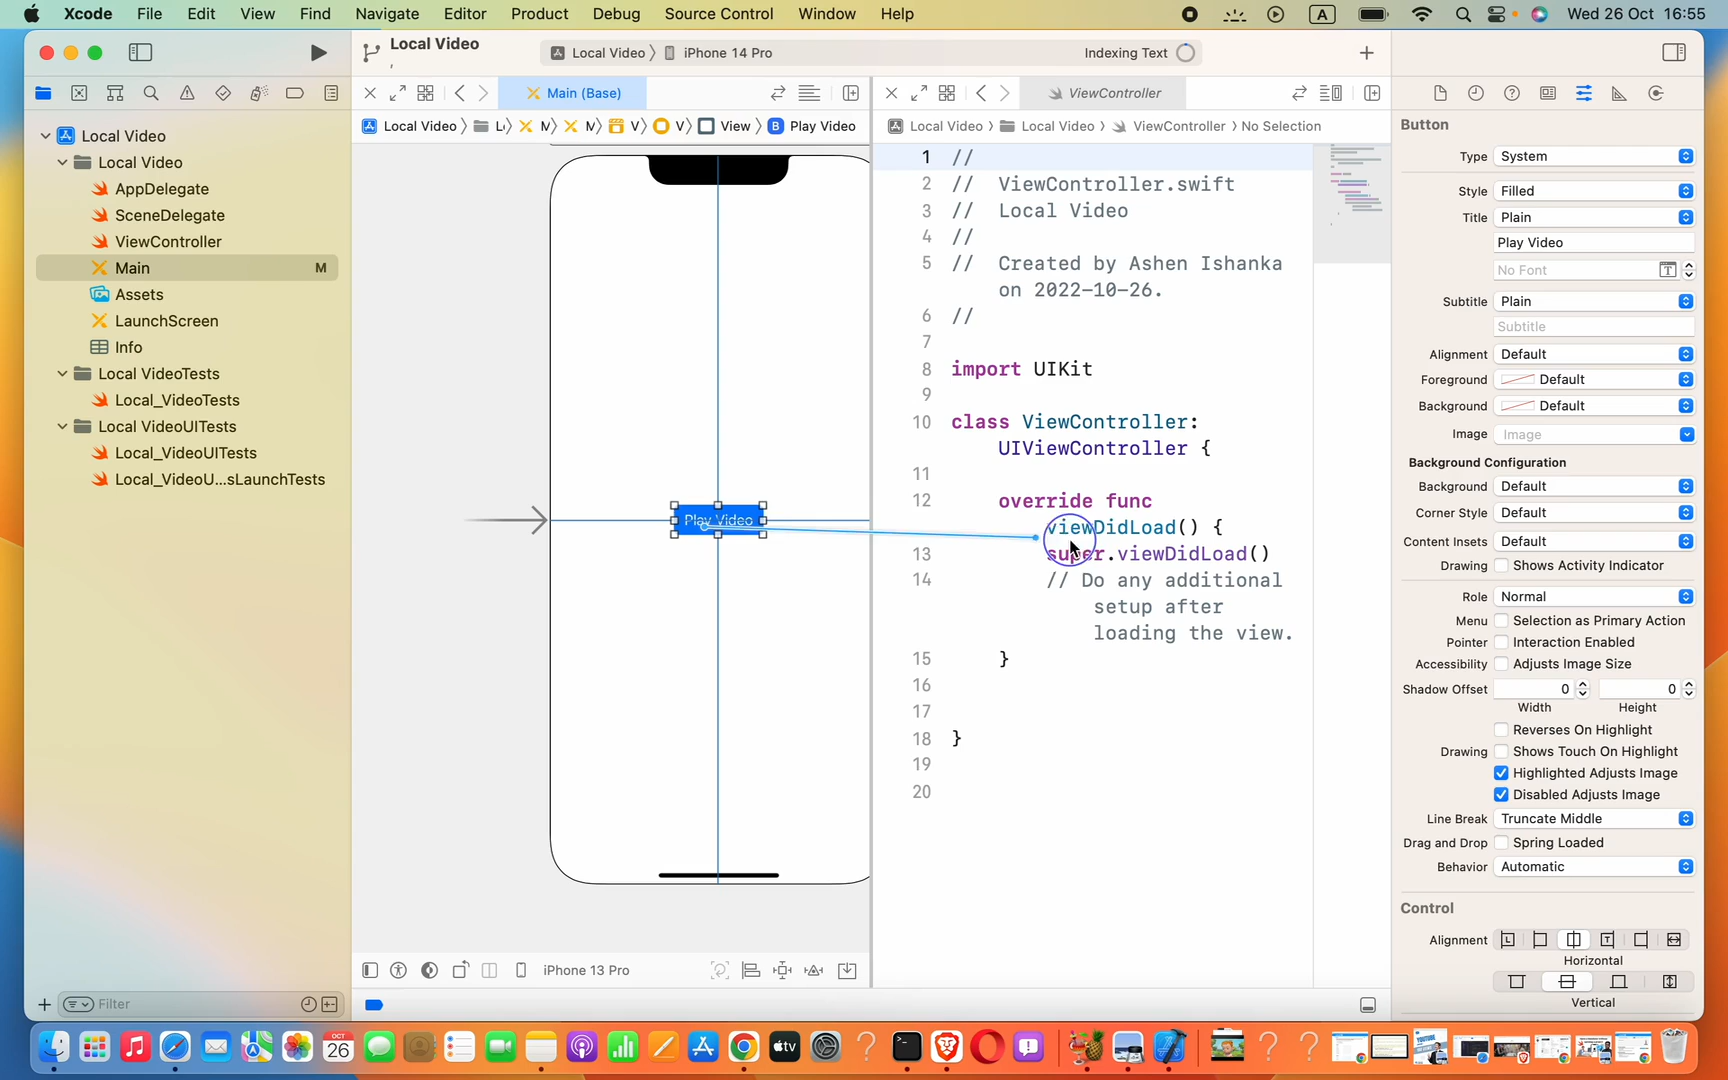 Xcode File Edit View Find Navigate Editor Product Debug Source Control Window Help A Wed 26 Oct 16:55
Local Video
Local Video iPhone 14 Pro Indexing Text
Main (Base)
ViewController
Local Video View B Play Video
Local Video Local Video ViewController No Selection
Local Video
Local Video
AppDelegate
SceneDelegate
ViewController
Main M
Assets
LaunchScreen
Info
Local VideoTests
Local_VideoTests
Local VideoUITests
Local_VideoUITests
Local_VideoU...sLaunchTests
Filter
Play Video
iPhone 13 Pro
1 //
2 // ViewController.swift
3 // Local Video
4 //
5 // Created by Ashen Ishanka
on 2022-10-26.
6 //
7
8 import UIKit
9
10 class ViewController:
UIViewController {
11
12 override func
viewDidLoad() {
13 super.viewDidLoad()
14 // Do any additional
setup after
loading the view.
15 }
16
17
18 }
19
20
Button
Type System
Style Filled
Title Plain
Play Video
No Font
Subtitle Plain
Subtitle
Alignment Default
Foreground Default
Background Default
Image Image
Background Configuration
Background Default
Corner Style Default
Content Insets Default
Drawing Shows Activity Indicator
Role Normal
Menu Selection as Primary Action
Pointer Interaction Enabled
Accessibility Adjusts Image Size
Shadow Offset 0 0
Width Height
Reverses On Highlight
Drawing Shows Touch On Highlight
Highlighted Adjusts Image
Disabled Adjusts Image
Line Break Truncate Middle
Drag and Drop Spring Loaded
Behavior Automatic
Control
Alignment
Horizontal
Vertical
OCT
26
tv